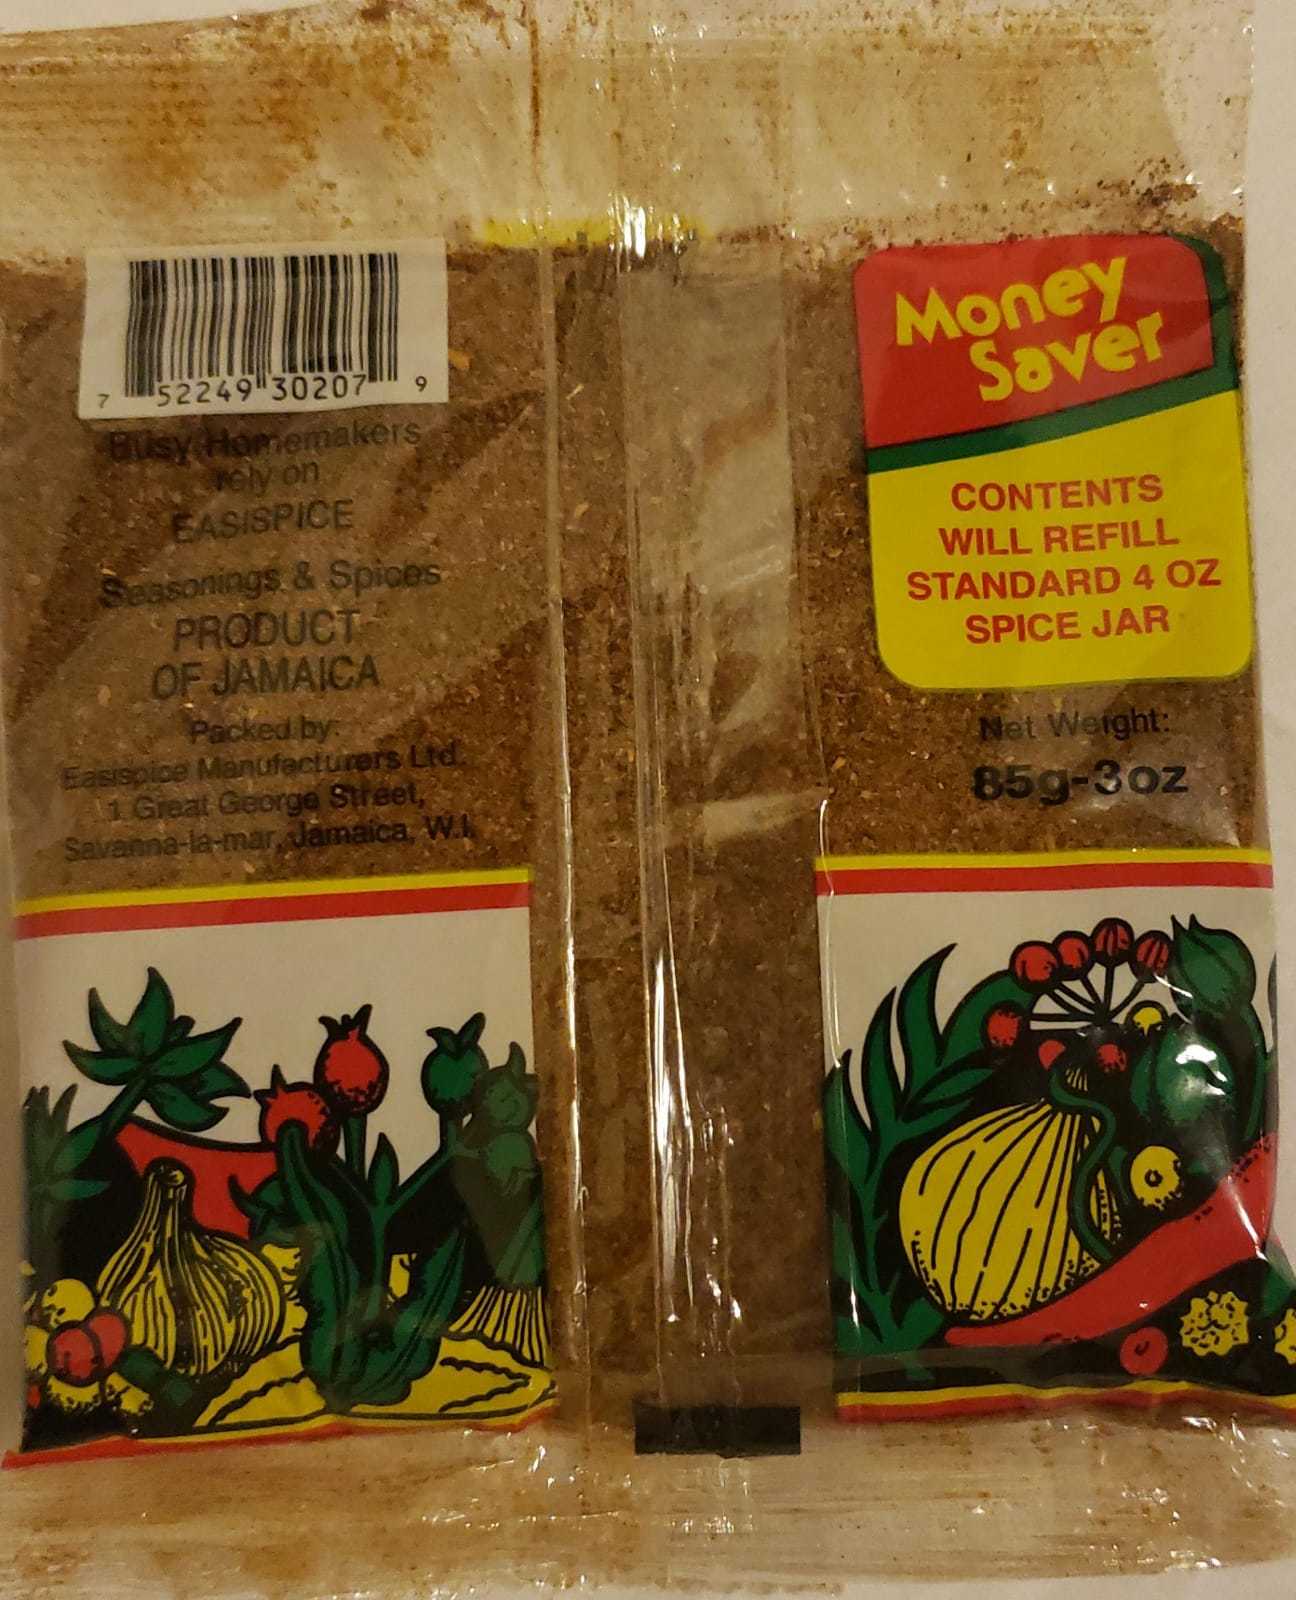 7 52249 30207 9
Busy Homemakers
rely on
EASISPICE
Seasonings & Spices
PRODUCT
OF JAMAICA
Packed by:
Easispice Manufacturers Ltd.
1 Great George Street,
Savanna-la-mar, Jamaica, W.I.
Money
Saver
CONTENTS
WILL REFILL
STANDARD 4 OZ
SPICE JAR
Net Weight:
85g-3oz